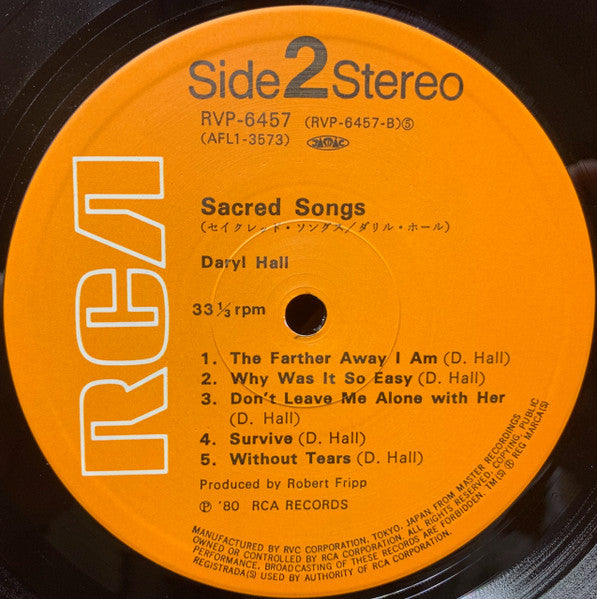 Side 2 Stereo
RVP-6457 (RVP-6457-B)⑤
(AFL1-3573) JASRAC
RCA
Sacred Songs
(セイクレッド・ソングス/ダリル・ホール)
Daryl Hall
33⅓ rpm
1. The Farther Away I Am (D. Hall)
2. Why Was It So Easy (D. Hall)
3. Don't Leave Me Alone with Her
(D. Hall)
4. Survive (D. Hall)
5. Without Tears (D. Hall)
Produced by Robert Fripp
Ⓟ '80 RCA RECORDS
MANUFACTURED BY RVC CORPORATION, TOKYO, JAPAN, FROM MASTER RECORDINGS
OWNED OR CONTROLLED BY RCA CORPORATION, ALL RIGHTS RESERVED, COPYING, PUBLIC
PERFORMANCE, BROADCASTING OF THESE RECORDS ARE FORBIDDEN. TM(S) ® REG MARCA(S)
REGISTRADA(S) USED BY AUTHORITY OF RCA CORPORATION.